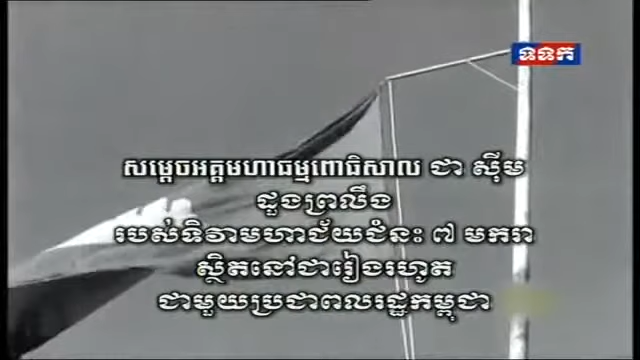 ទទក
សម្ដេចអគ្គមហាធម្មពោធិសាល ជា ស៊ីម
ដួងព្រលឹង
របស់ទិវាមហាជ័យជំនះ ៧ មករា
ស្ថិតនៅជារៀងរហូត
ជាមួយប្រជាពលរដ្ឋកម្ពុជា